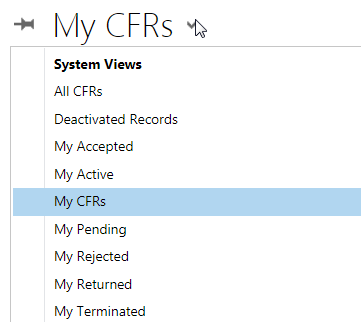 My CFRs
System Views
All CFRs
Deactivated Records
My Accepted
My Active
My CFRs
My Pending
My Rejected
My Returned
My Terminated